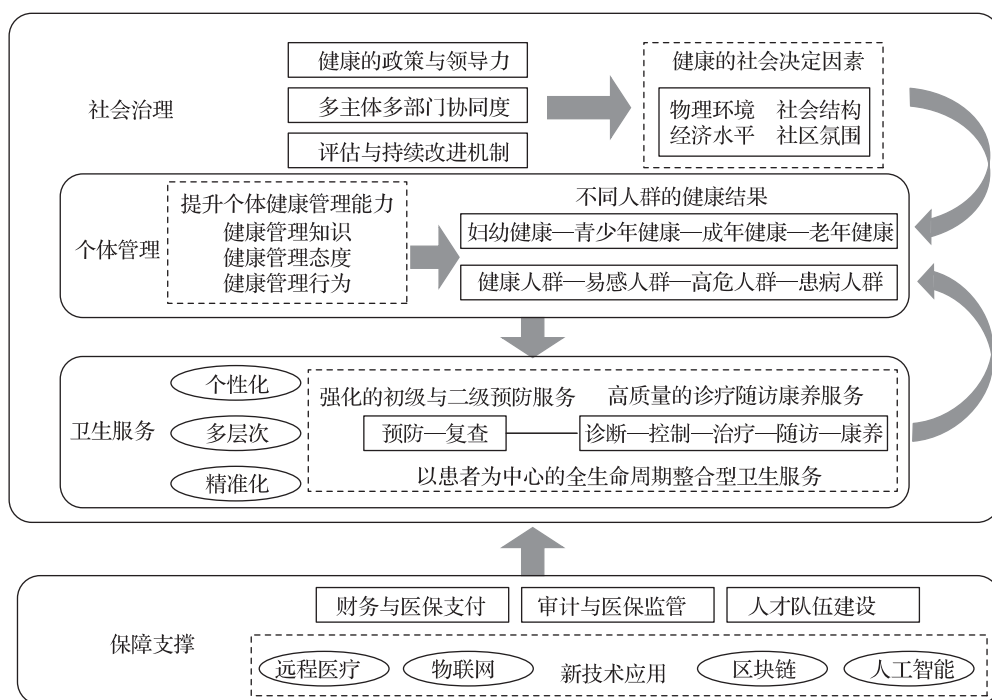 社会治理
健康的政策与领导力
多主体多部门协同度
评估与持续改进机制
健康的社会决定因素
物理环境 社会结构
经济水平 社区氛围
个体管理
提升个体健康管理能力
健康管理知识
健康管理态度
健康管理行为
不同人群的健康结果
妇幼健康—青少年健康—成年健康—老年健康
健康人群—易感人群—高危人群—患病人群
卫生服务
个性化
多层次
精准化
强化的初级与二级预防服务
高质量的诊疗随访康养服务
预防—复查
诊断—控制—治疗—随访—康养
以患者为中心的全生命周期整合型卫生服务
保障支撑
财务与医保支付
审计与医保监管
人才队伍建设
远程医疗
物联网
新技术应用
区块链
人工智能